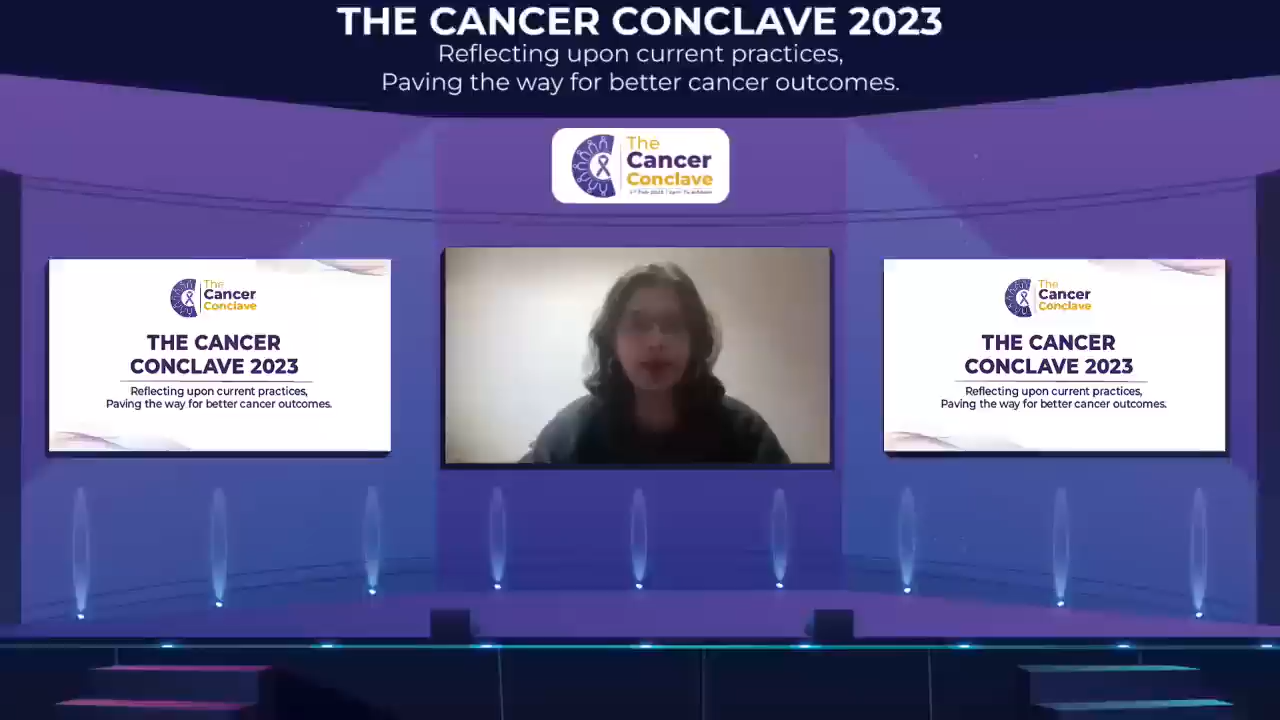 THE CANCER CONCLAVE 2023
Reflecting upon current practices,
Paving the way for better cancer outcomes.
The
Cancer
Conclave
The
Cancer
Conclave
THE CANCER
CONCLAVE 2023
Reflecting upon current practices,
Paving the way for better cancer outcomes.
The
Cancer
Conclave
THE CANCER
CONCLAVE 2023
Reflecting upon current practices,
Paving the way for better cancer outcomes.